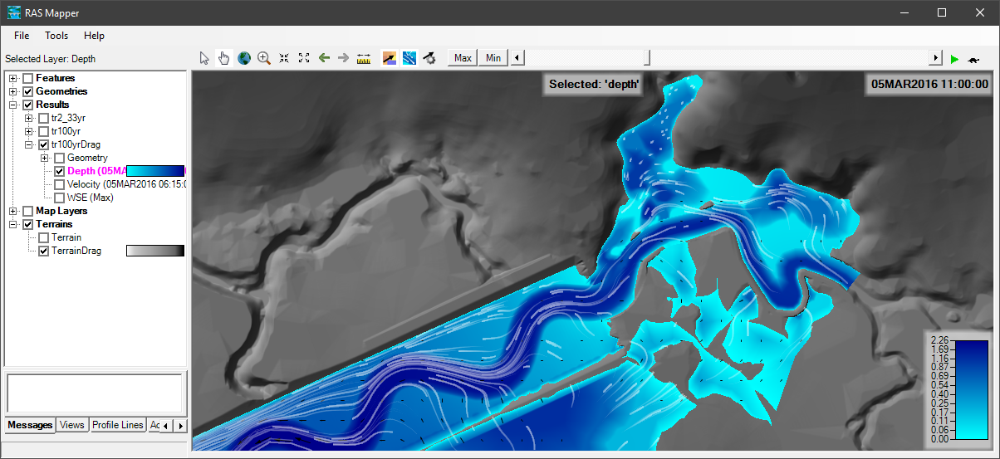 RAS Mapper
File Tools Help
Selected Layer: Depth
Max Min
Features
Geometries
Results
tr2_33yr
tr100yr
tr100yrDrag
Geometry
Depth (05MA
Velocity (05MAR2016 06:15:0
WSE (Max)
Map Layers
Terrains
Terrain
TerrainDrag
Messages Views Profile Lines Ac
Selected: 'depth'
05MAR2016 11:00:00
2.26
1.69
1.16
0.87
0.69
0.54
0.40
0.25
0.17
0.11
0.06
0.00